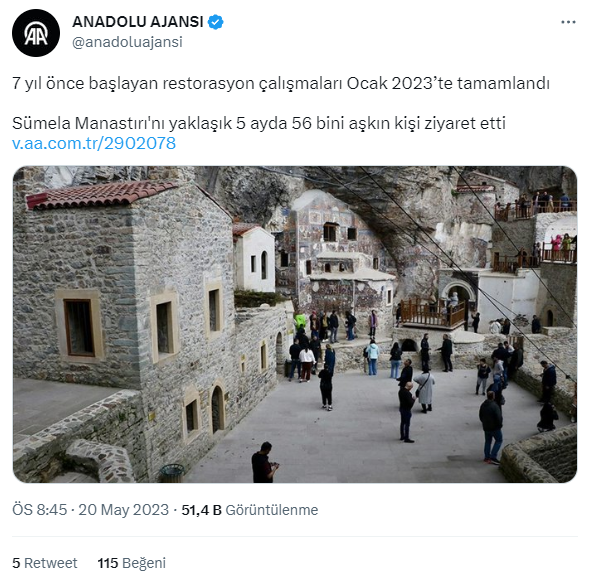 ANADOLU AJANSI
@anadoluajansi
7 yıl önce başlayan restorasyon çalışmaları Ocak 2023’te tamamlandı
Sümela Manastırı'nı yaklaşık 5 ayda 56 bini aşkın kişi ziyaret etti
v.aa.com.tr/2902078
ÖS 8:45 · 20 May 2023 · 51,4 B Görüntülenme
5 Retweet 115 Beğeni